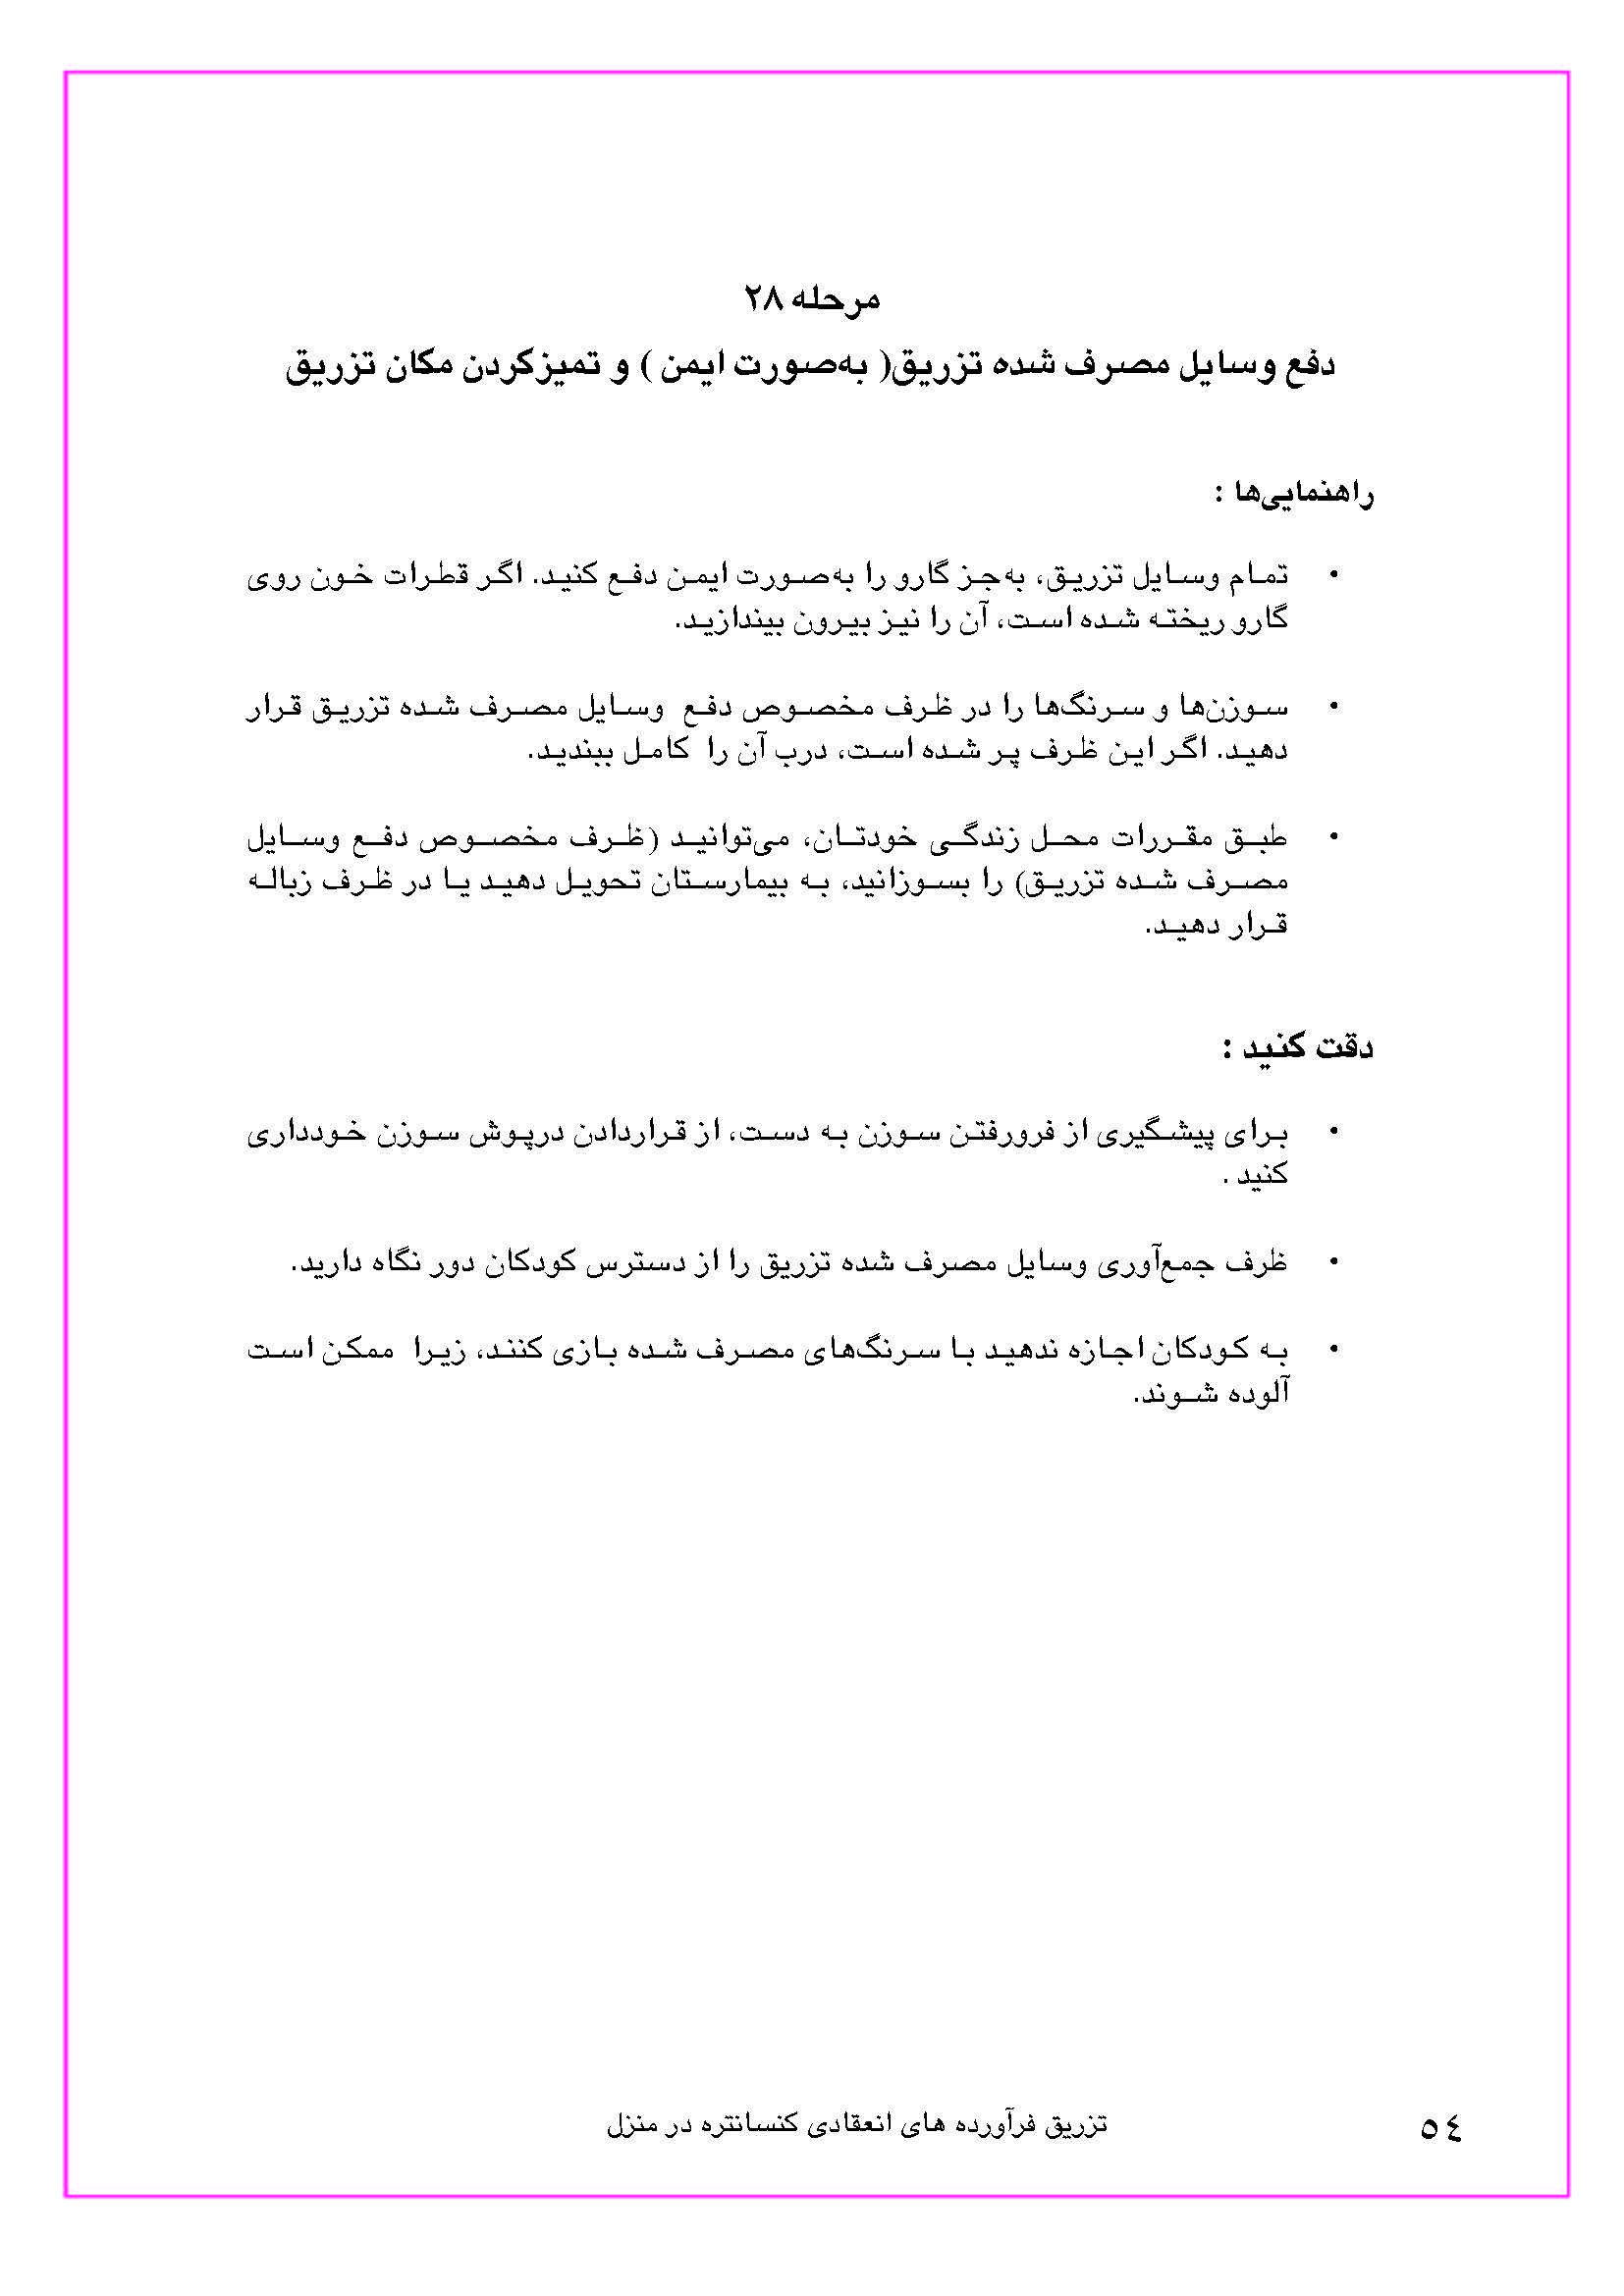 مرحله ۲۸
دفع وسایل مصرف شده تزریق( به‌صورت ایمن ) و تمیزکردن مکان تزریق
راهنمایی‌ها :
• تمام وسایل تزریق، به‌جز گارو را به‌صورت ایمن دفع کنید. اگر قطرات خون روی
گارو ریخته شده است، آن را نیز بیرون بیندازید.
• سوزن‌ها و سرنگ‌ها را در ظرف مخصوص دفع وسایل مصرف شده تزریق قرار
دهید. اگر این ظرف پر شده است، درب آن را کامل ببندید.
• طبق مقررات محل زندگی خودتان، می‌توانید (ظرف مخصوص دفع وسایل
مصرف شده تزریق) را بسوزانید، به بیمارستان تحویل دهید یا در ظرف زباله
قرار دهید.
دقت کنید :
• برای پیشگیری از فرورفتن سوزن به دست، از قراردادن درپوش سوزن خودداری
کنید .
• ظرف جمع‌آوری وسایل مصرف شده تزریق را از دسترس کودکان دور نگاه دارید.
• به کودکان اجازه ندهید با سرنگ‌های مصرف شده بازی کنند، زیرا ممکن است
آلوده شوند.
٥٤ تزریق فرآورده های انعقادی کنسانتره در منزل